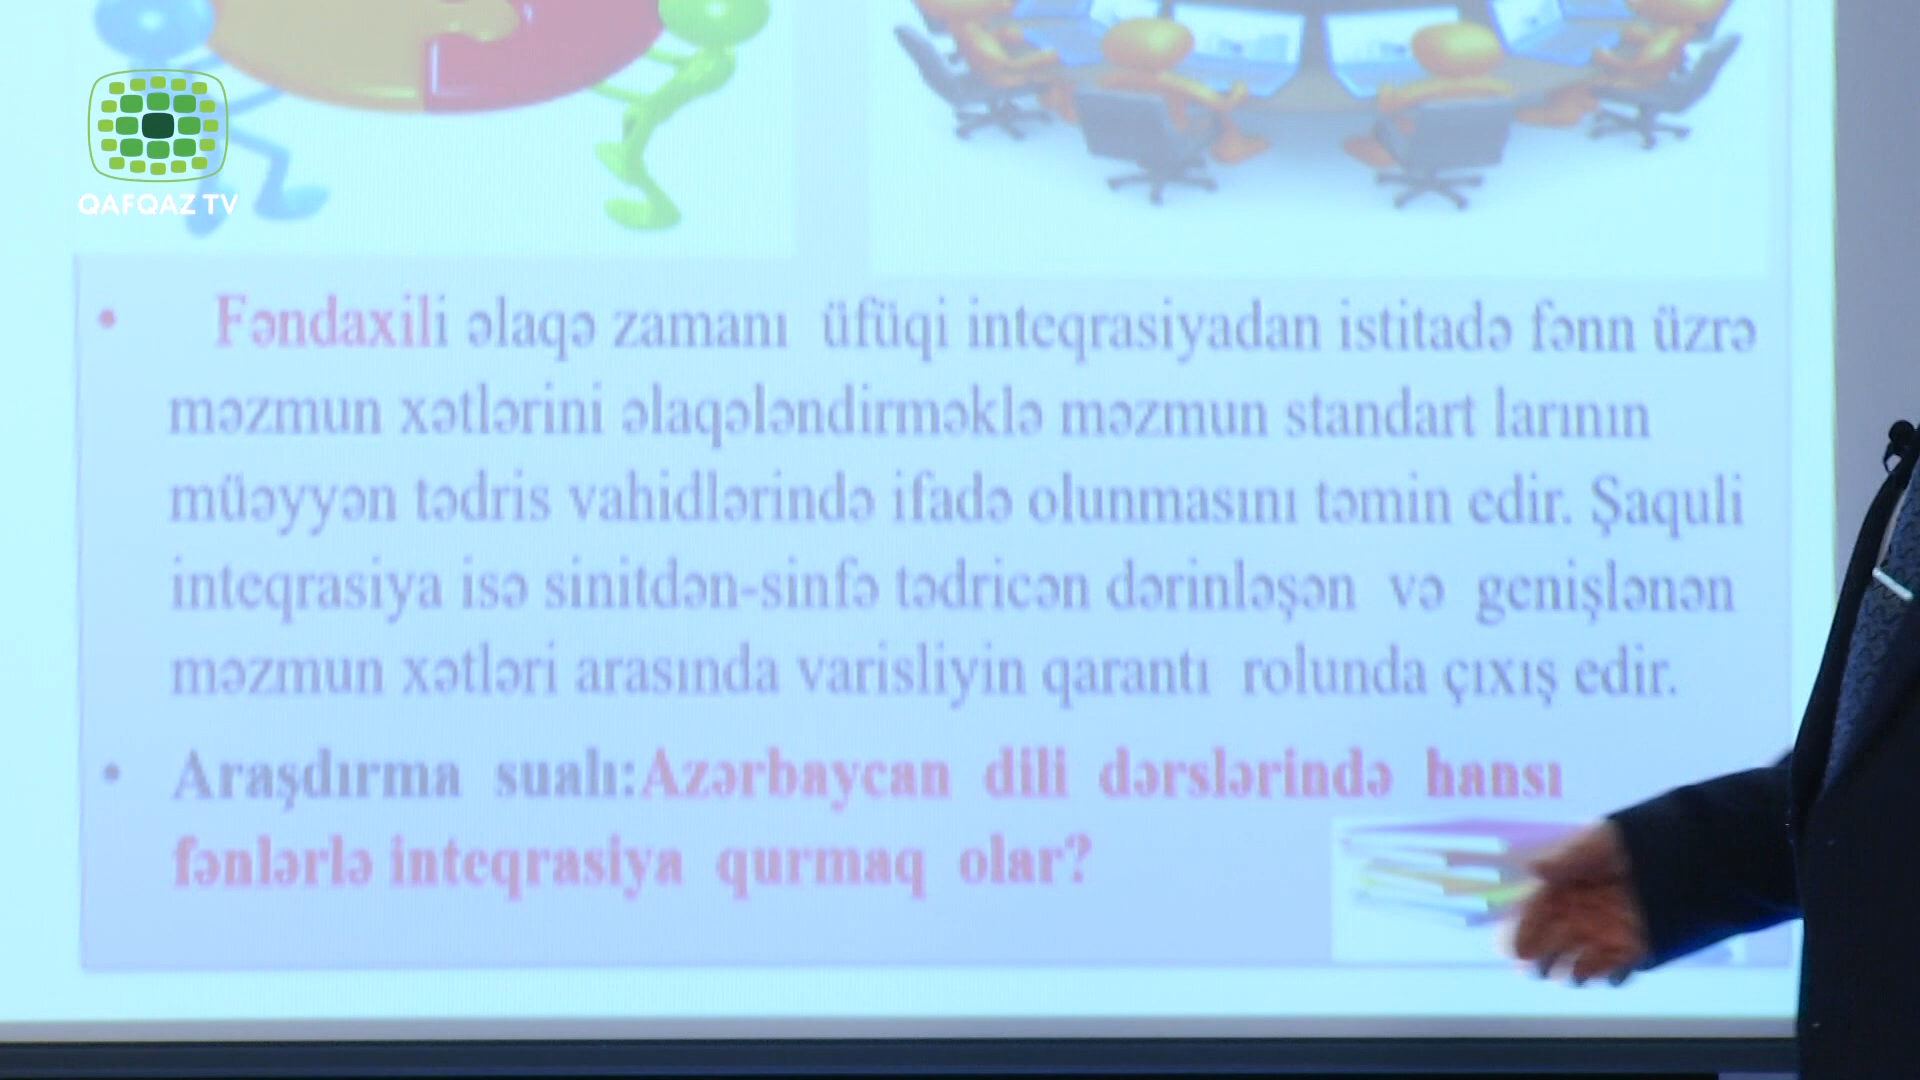 QAFQAZ TV
• Fəndaxili əlaqə zamanı üfüqi inteqrasiyadan istitadə fənn üzrə
məzmun xətlərini əlaqələndirməklə məzmun standart larının
müəyyən tədris vahidlərində ifadə olunmasını təmin edir. Şaquli
inteqrasiya isə sinitdən-sinfə tədricən dərinləşən və genişlənən
məzmun xətləri arasında varisliyin qarantı rolunda çıxış edir.
• Araşdırma sualı:Azərbaycan dili dərslərində hansı
fənlərlə inteqrasiya qurmaq olar?